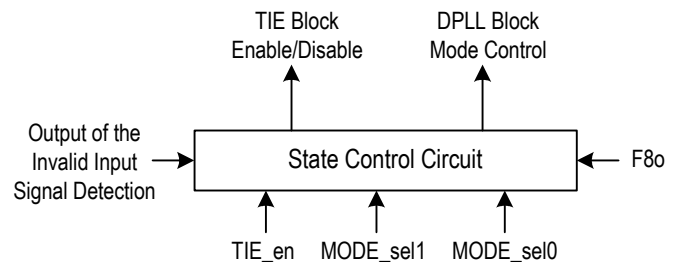 TIE Block
Enable/Disable
DPLL Block
Mode Control
Output of the
Invalid Input
Signal Detection
State Control Circuit
F8o
TIE_en
MODE_sel1
MODE_sel0